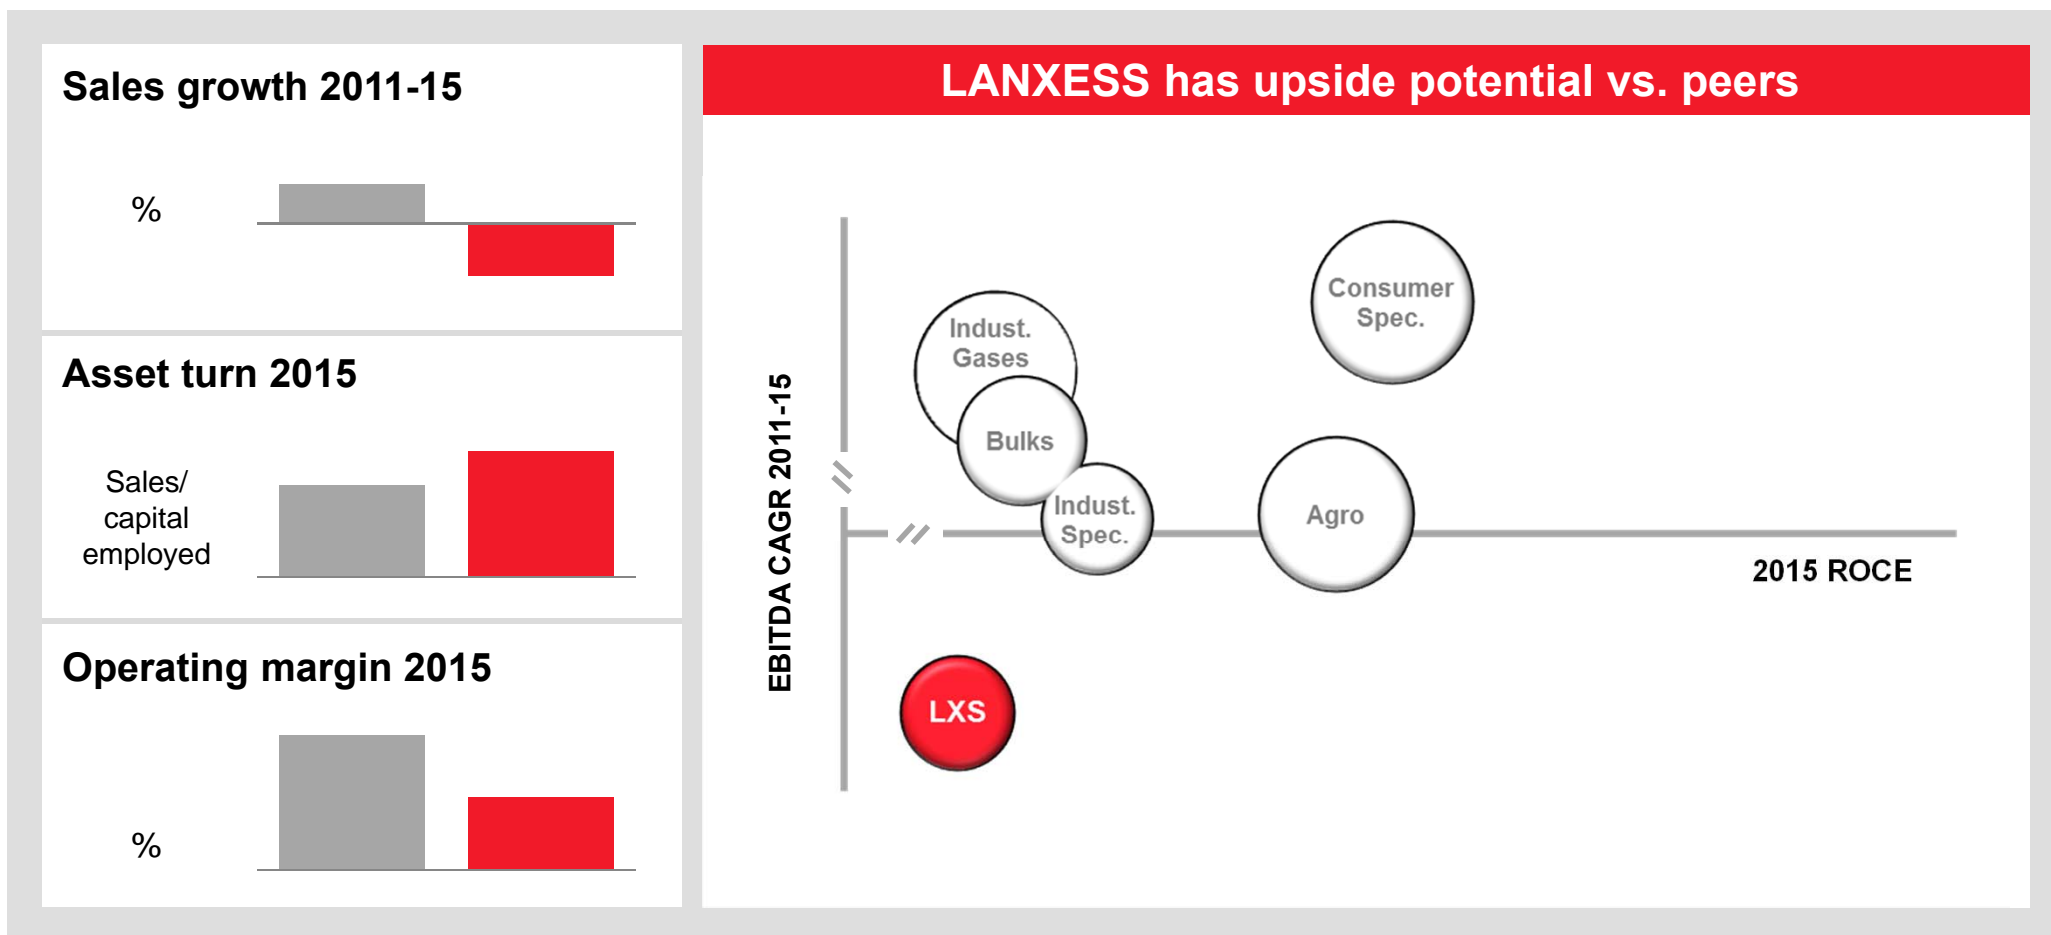 Sales growth 2011-15
%
Asset turn 2015
Sales/
capital
employed
Operating margin 2015
%
LANXESS has upside potential vs. peers
EBITDA CAGR 2011-15
Consumer
Spec.
Indust.
Gases
Bulks
Indust.
Spec.
Agro
2015 ROCE
LXS